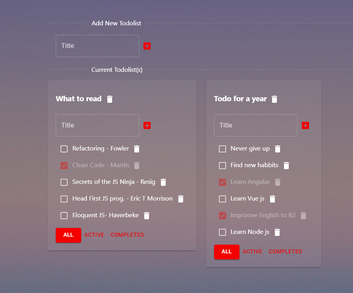 Add New Todolist
Title
Current Todolist(s)
What to read
Title
Refactoring - Fowler
Clean Code - Martin
Secrets of the JS Ninja - Resig
Head First JS prog. - Eric T Morrison
Eloquent JS- Haverbeke
ALL ACTIVE COMPLETED
Todo for a year
Title
Never give up
Find new habbits
Learn Angular
Learn Vue js
Improove English to B2
Learn Node js
ALL ACTIVE COMPLETED